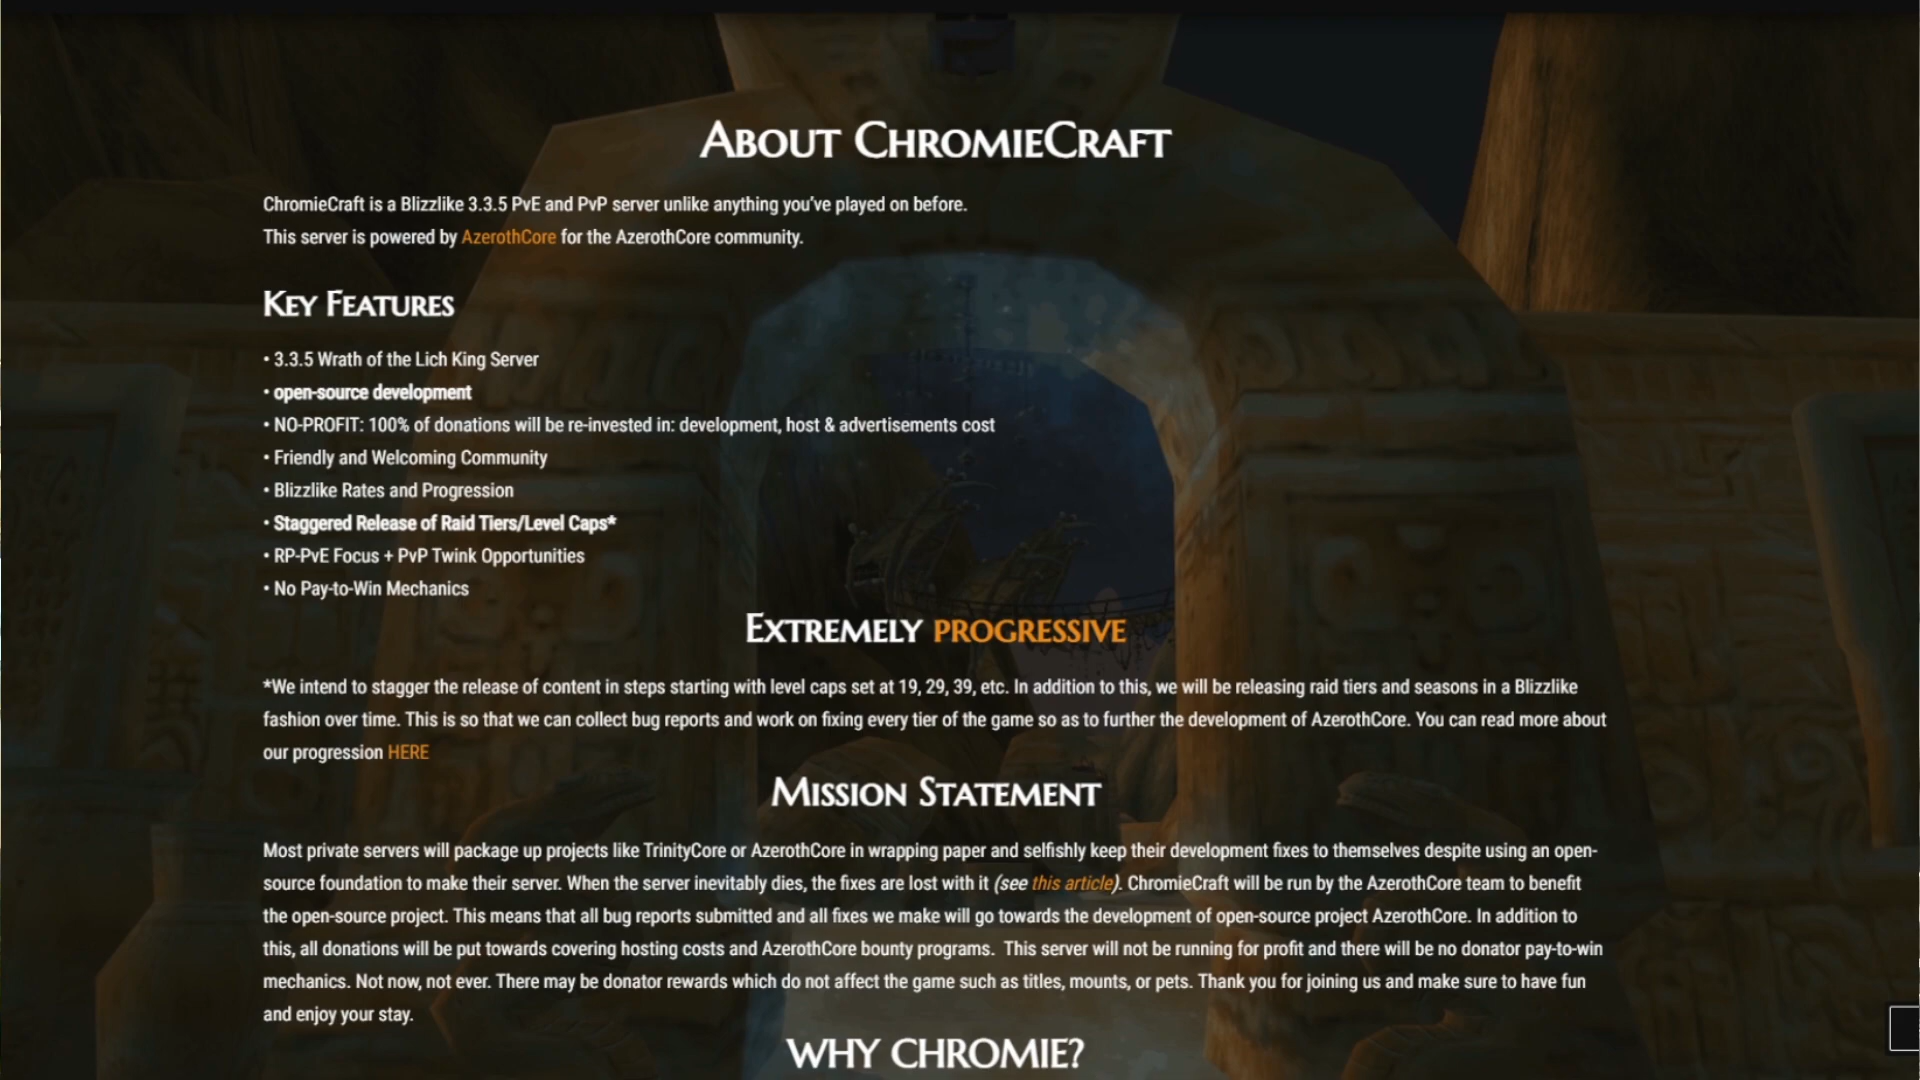 About ChromieCraft
ChromieCraft is a Blizzlike 3.3.5 PvE and PvP server unlike anything you've played on before.
This server is powered by AzerothCore for the AzerothCore community.
Key Features
• 3.3.5 Wrath of the Lich King Server
• open-source development
• NO-PROFIT: 100% of donations will be re-invested in: development, host & advertisements cost
• Friendly and Welcoming Community
• Blizzlike Rates and Progression
• Staggered Release of Raid Tiers/Level Caps*
• RP-PvE Focus + PvP Twink Opportunities
• No Pay-to-Win Mechanics
Extremely progressive
*We intend to stagger the release of content in steps starting with level caps set at 19, 29, 39, etc. In addition to this, we will be releasing raid tiers and seasons in a Blizzlike
fashion over time. This is so that we can collect bug reports and work on fixing every tier of the game so as to further the development of AzerothCore. You can read more about
our progression HERE
Mission Statement
Most private servers will package up projects like TrinityCore or AzerothCore in wrapping paper and selfishly keep their development fixes to themselves despite using an open-
source foundation to make their server. When the server inevitably dies, the fixes are lost with it (see this article). ChromieCraft will be run by the AzerothCore team to benefit
the open-source project. This means that all bug reports submitted and all fixes we make will go towards the development of open-source project AzerothCore. In addition to
this, all donations will be put towards covering hosting costs and AzerothCore bounty programs. This server will not be running for profit and there will be no donator pay-to-win
mechanics. Not now, not ever. There may be donator rewards which do not affect the game such as titles, mounts, or pets. Thank you for joining us and make sure to have fun
and enjoy your stay.
WHY CHROMIE?